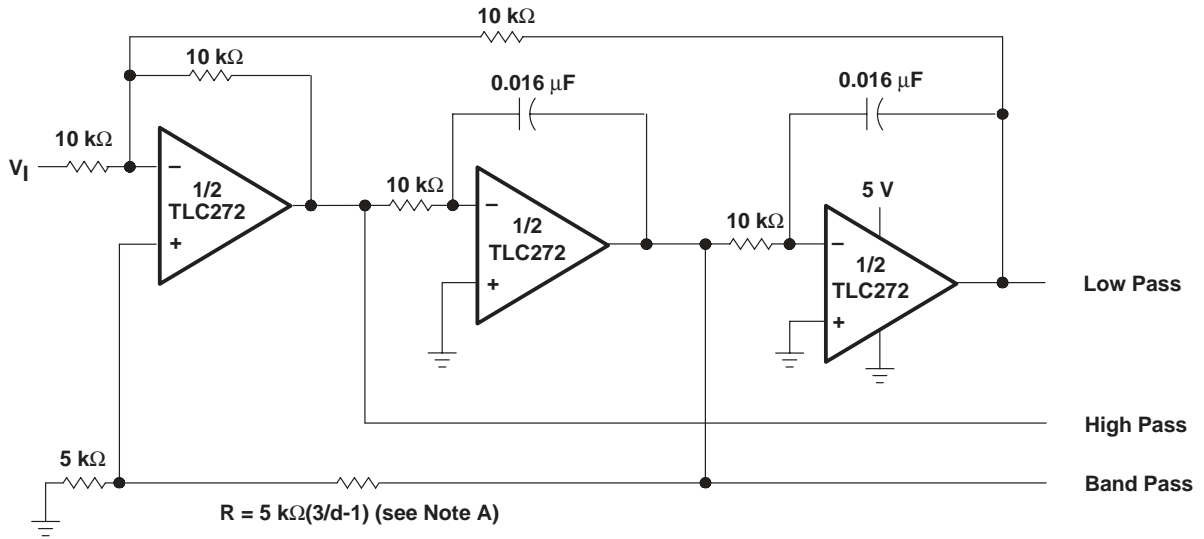 10 kΩ
10 kΩ
0.016 μF
0.016 μF
10 kΩ
VI
−
1/2
TLC272
+
10 kΩ
−
1/2
TLC272
+
10 kΩ
5 V
−
1/2
TLC272
+
Low Pass
High Pass
5 kΩ
Band Pass
R = 5 kΩ(3/d-1) (see Note A)